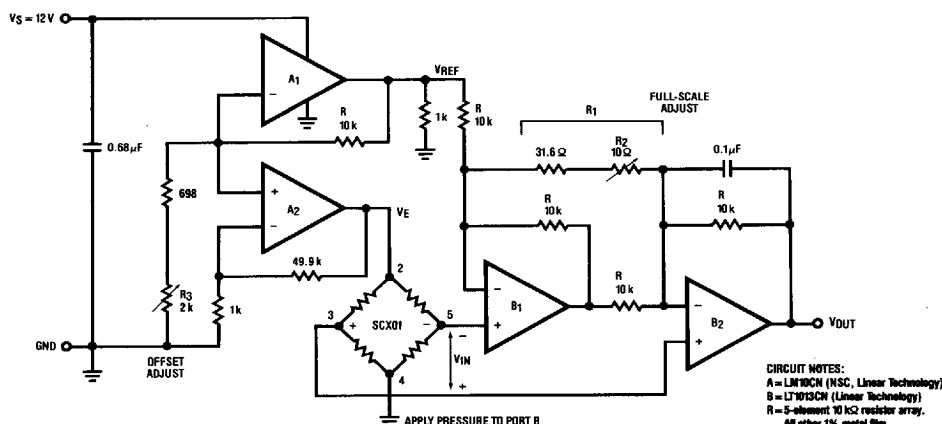 VS = 12V
A1
VREF
R
10k
1k
R
10k
R1
FULL-SCALE
ADJUST
31.6Ω
R2
10Ω
0.1µF
0.68µF
698
A2
VE
R
10k
R
10k
49.9k
R3
2k
1k
2
3
SCX01
5
4
VIN
B1
R
10k
B2
VOUT
GND
OFFSET
ADJUST
APPLY PRESSURE TO PORT B
CIRCUIT NOTES:
A = LM10CN (NSC, Linear Technology)
B = LT1013CN (Linear Technology)
R = 5-element 10 kΩ resistor array.
All other 1% metal film